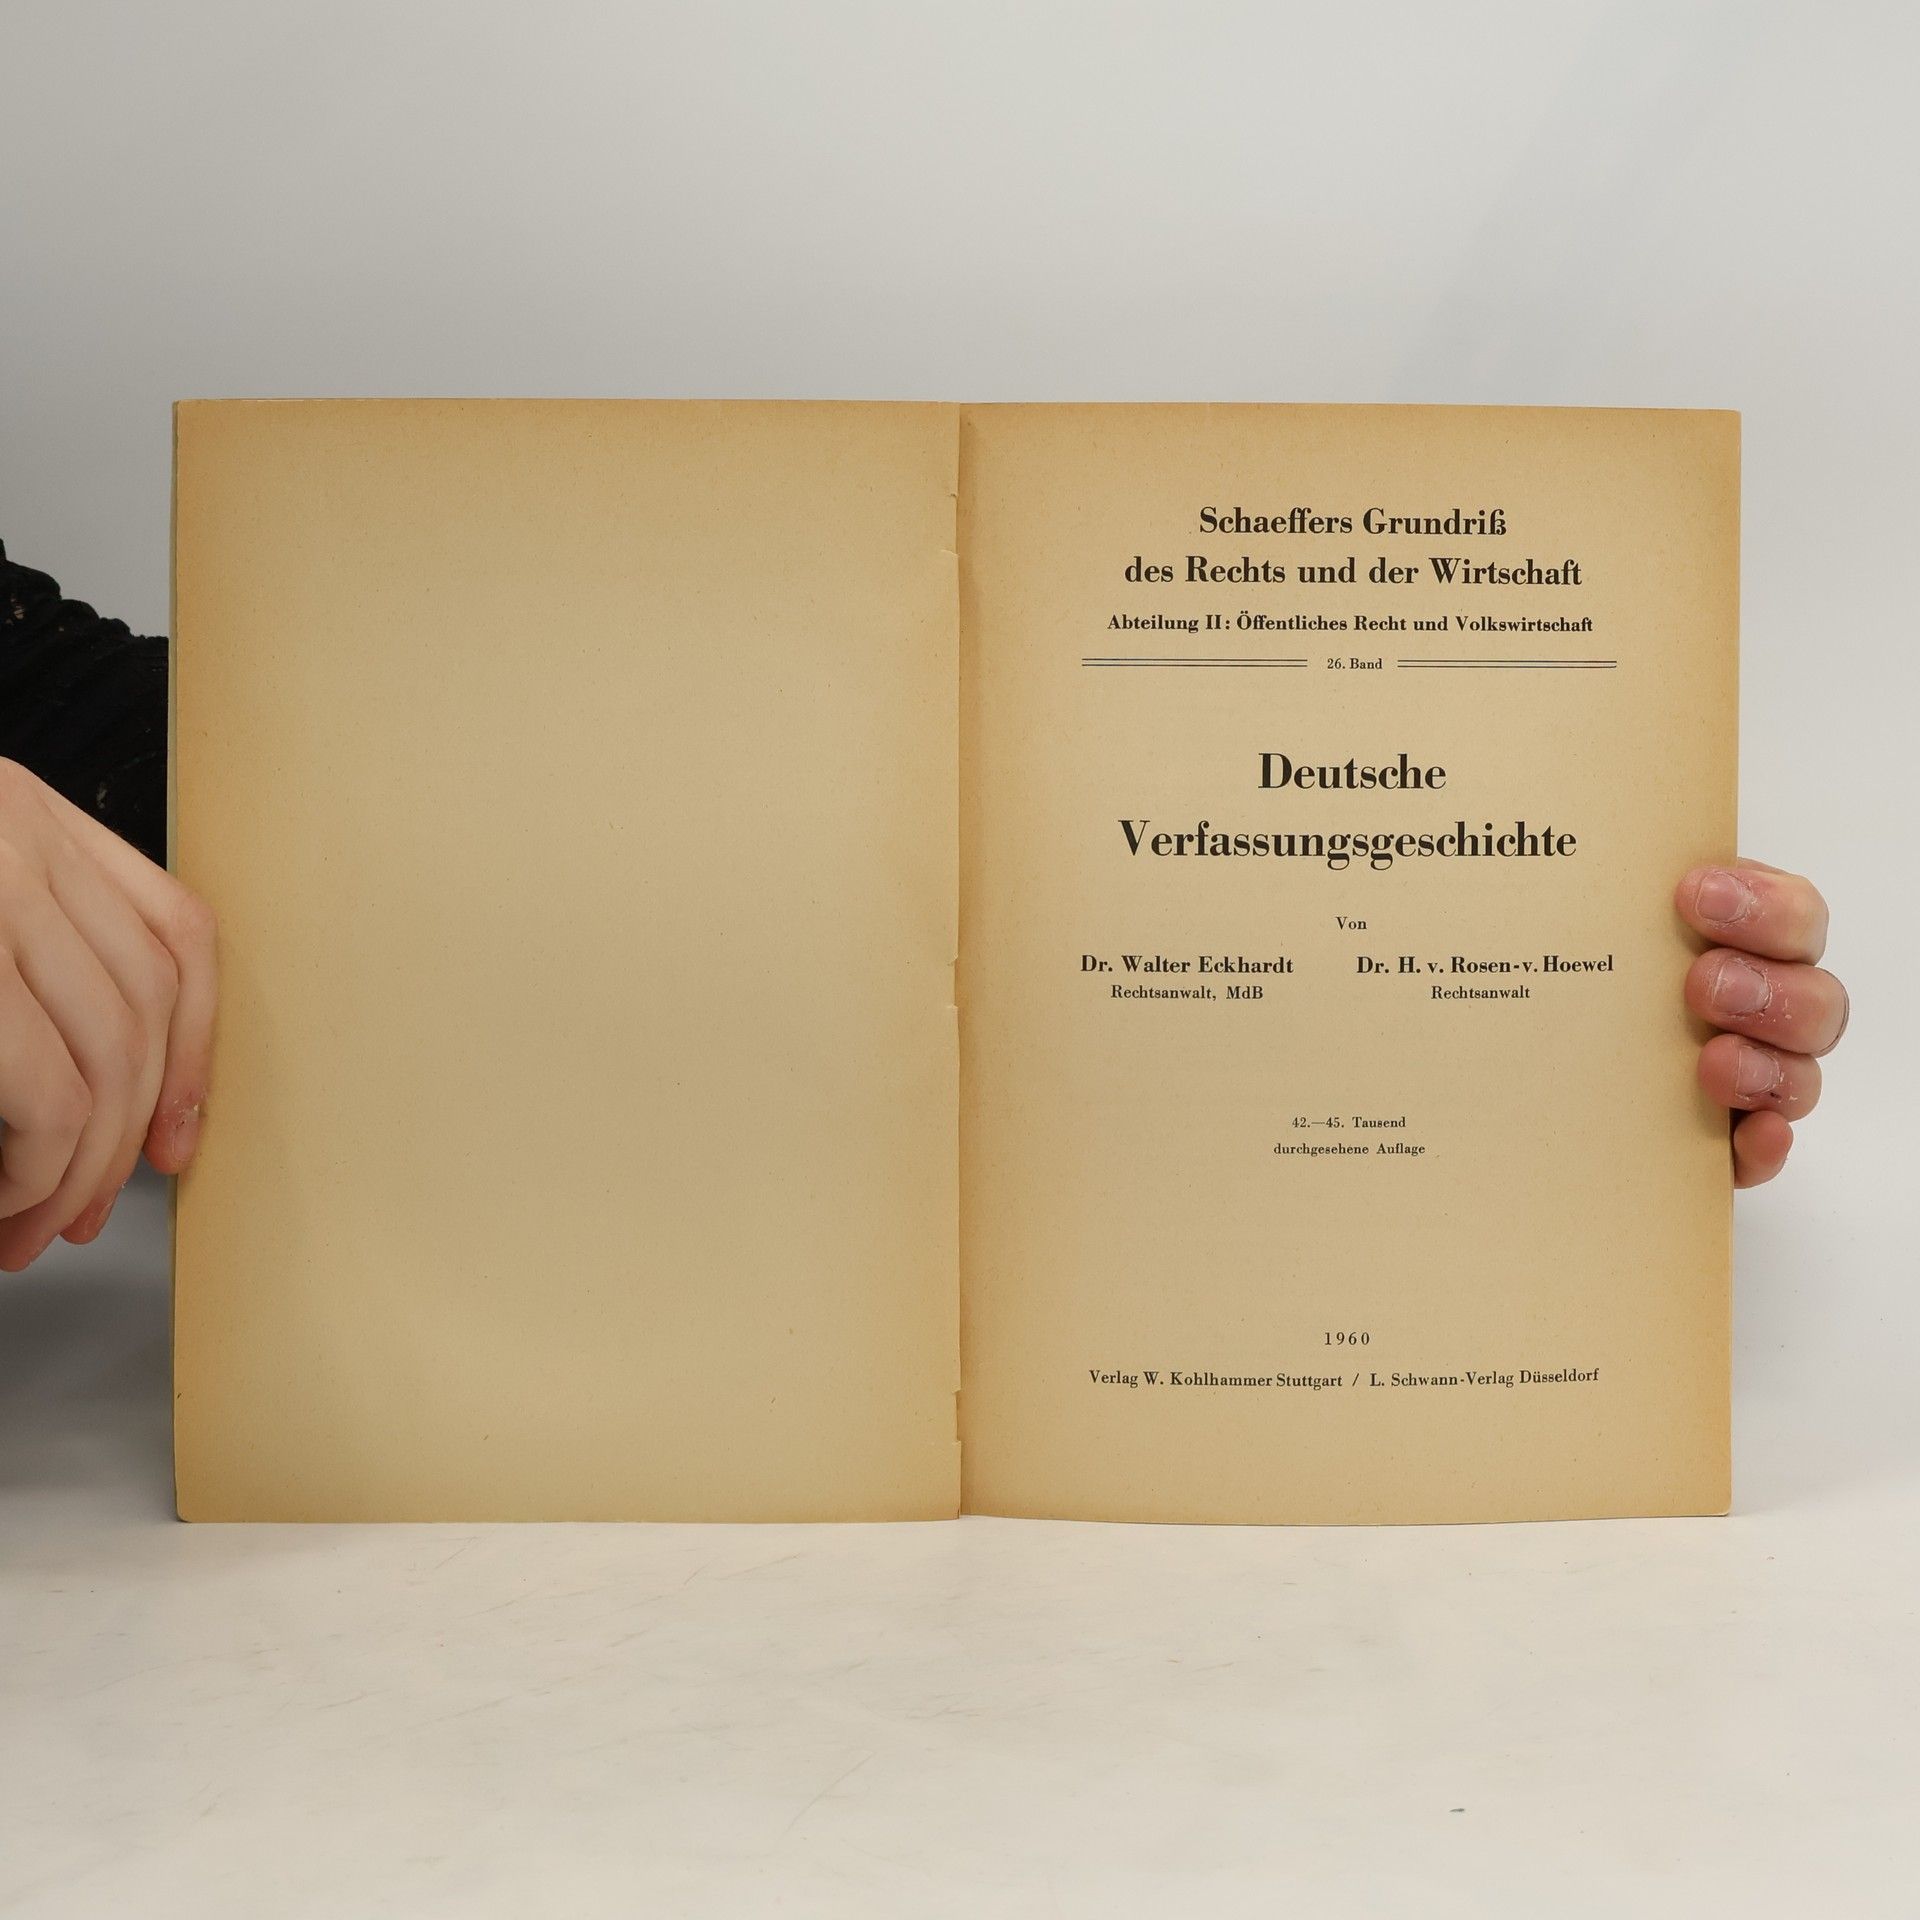 Schaeffers Grundriß
des Rechts und der Wirtschaft
Abteilung II: Öffentliches Recht und Volkswirtschaft
26. Band
Deutsche
Verfassungsgeschichte
Von
Dr. Walter Eckhardt Dr. H. v. Rosen-v. Hoewel
Rechtsanwalt, MdB Rechtsanwalt
42.—45. Tausend
durchgesehene Auflage
1960
Verlag W. Kohlhammer Stuttgart / L. Schwann-Verlag Düsseldorf